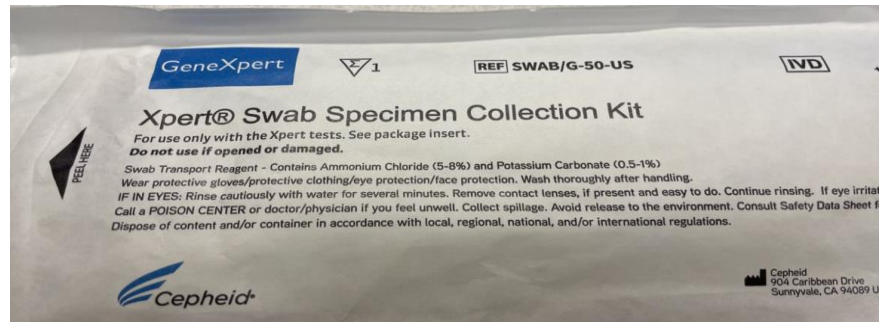 GeneXpert
Σ 1
REF SWAB/G-50-US
IVD
Xpert® Swab Specimen Collection Kit
For use only with the Xpert tests. See package insert.
Do not use if opened or damaged.
PEEL HERE
Swab Transport Reagent - Contains Ammonium Chloride (5-8%) and Potassium Carbonate (0.5-1%)
Wear protective gloves/protective clothing/eye protection/face protection. Wash thoroughly after handling.
IF IN EYES: Rinse cautiously with water for several minutes. Remove contact lenses, if present and easy to do. Continue rinsing. If eye
Call a POISON CENTER or doctor/physician if you feel unwell. Collect spillage. Avoid release to the environment. Consult Safety Data Sheet
Dispose of content and/or container in accordance with local, regional, national, and/or international regulations.
Cepheid®
Cepheid
904 Caribbean Drive
Sunnyvale, CA 94089